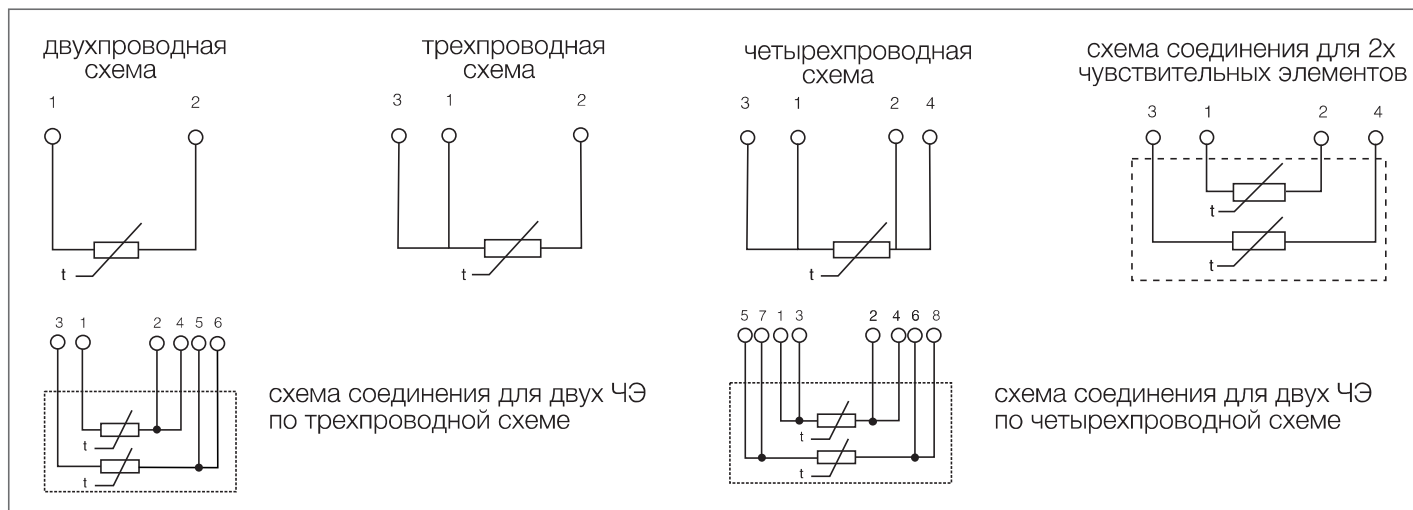 двухпроводная
схема
1 2
t
трехпроводная
схема
3 1 2
t
четырехпроводная
схема
3 1 2 4
t
схема соединения для 2х
чувствительных элементов
3 1 2 4
t
t
3 1 2 4 5 6
t
t
схема соединения для двух ЧЭ
по трехпроводной схеме
5 7 1 3 2 4 6 8
t
t
схема соединения для двух ЧЭ
по четырехпроводной схеме